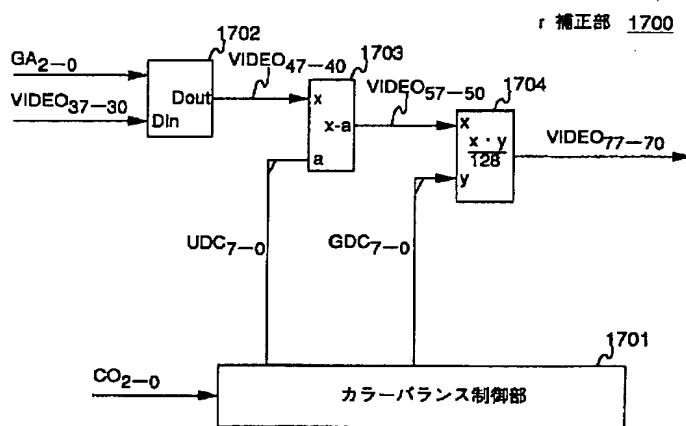 r 補正部 1700
1702
GA2-0
VIDEO47-40
1703
VIDEO37-30
Dout
Din
x
x-a
a
VIDEO57-50
1704
x
x・y
128
y
VIDEO77-70
UDC7-0
GDC7-0
1701
CO2-0
カラーバランス制御部